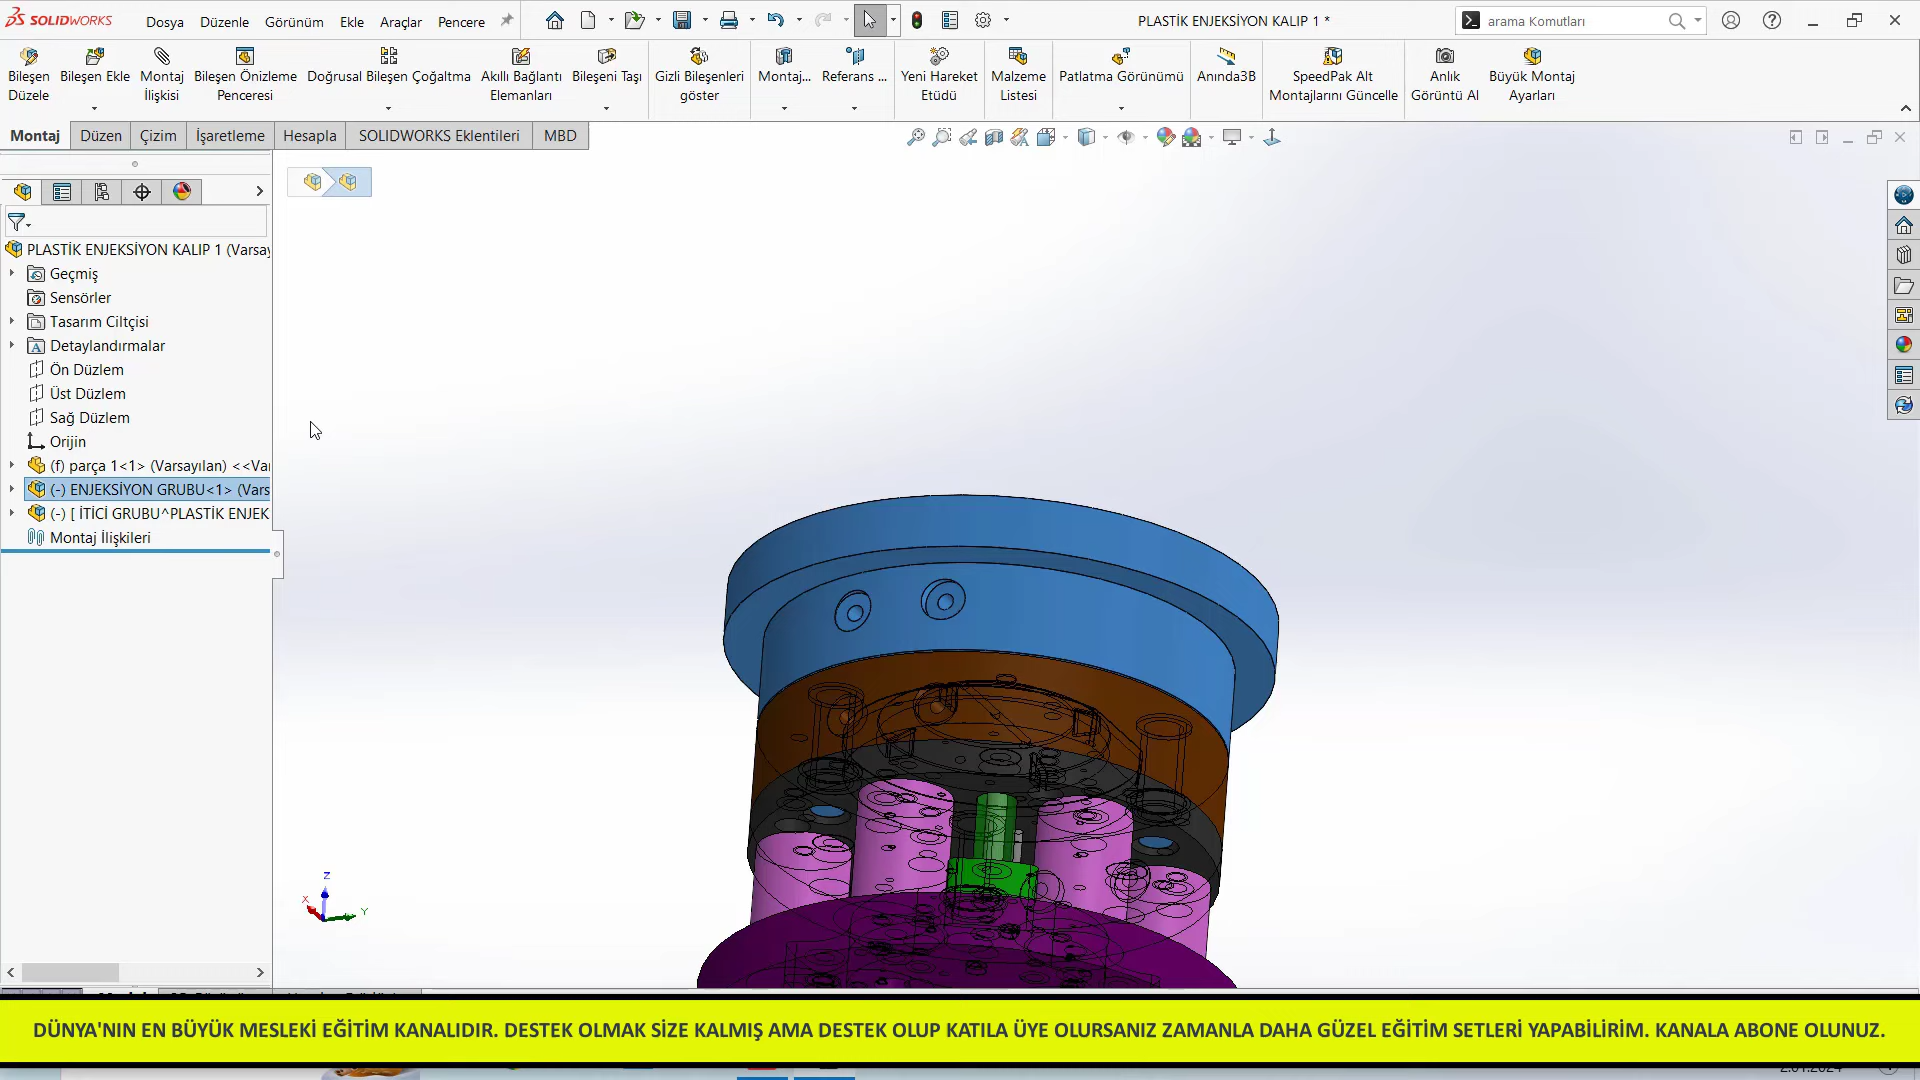 SOLIDWORKS
Dosya Düzenle Görünüm Ekle Araçlar Pencere
PLASTİK ENJEKSİYON KALIP 1 *
arama Komutları
Bileşen Düzele
Bileşen Ekle
Montaj İlişkisi
Bileşen Önizleme Penceresi
Doğrusal Bileşen Çoğaltma
Akıllı Bağlantı Elemanları
Bileşeni Taşı
Gizli Bileşenleri göster
Montaj...
Referans ...
Yeni Hareket Etüdü
Malzeme Listesi
Patlatma Görünümü
Anında3B
SpeedPak Alt Montajlarını Güncelle
Anlık Görüntü Al
Büyük Montaj Ayarları
Montaj Düzen Çizim İşaretleme Hesapla SOLIDWORKS Eklentileri MBD
PLASTİK ENJEKSİYON KALIP 1 (Varsay
Geçmiş
Sensörler
Tasarım Ciltçisi
Detaylandırmalar
Ön Düzlem
Üst Düzlem
Sağ Düzlem
Orijin
(f) parça 1<1> (Varsayılan) <<Var
(-) ENJEKSİYON GRUBU<1> (Vars
(-) [ İTİCİ GRUBU^PLASTİK ENJEK
Montaj İlişkileri
Z
X
Y
DÜNYA'NIN EN BÜYÜK MESLEKİ EĞİTİM KANALIDIR. DESTEK OLMAK SİZE KALMIŞ AMA DESTEK OLUP KATILA ÜYE OLURSANIZ ZAMANLA DAHA GÜZEL EĞİTİM SETLERİ YAPABİLİRİM. KANALA ABONE OLUNUZ.